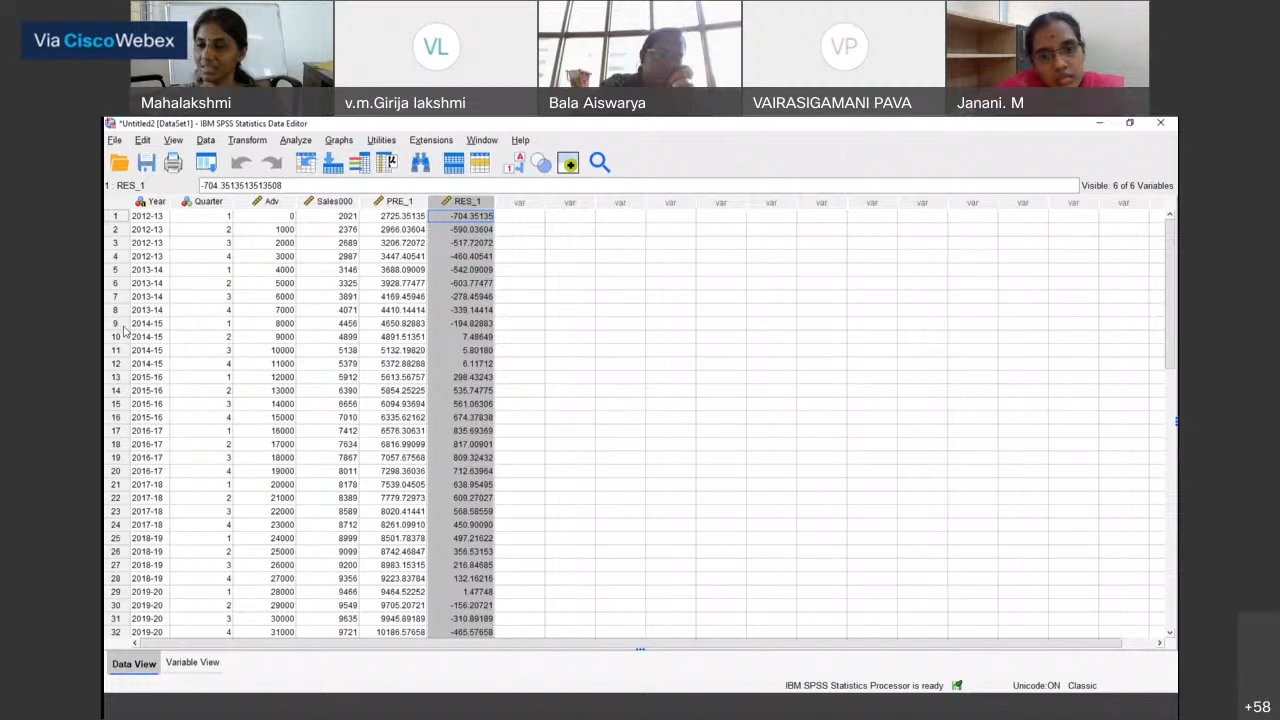 Via Cisco Webex
VL
VP
Mahalakshmi
v.m.Girija lakshmi
Bala Aiswarya
VAIRASIGAMANI PAVA
Janani. M
*Untitled2 [DataSet1] - IBM SPSS Statistics Data Editor
File Edit View Data Transform Analyze Graphs Utilities Extensions Window Help
1 : RES_1 -704.3513513513508 Visible: 6 of 6 Variables
Year Quarter Adv Sales000 PRE_1 RES_1 var var var var var var var var var var var var var
1 2012-13 1 0 2021 2725.35135 -704.35135
2 2012-13 2 1000 2376 2966.03604 -590.03604
3 2012-13 3 2000 2689 3206.72072 -517.72072
4 2012-13 4 3000 2987 3447.40541 -460.40541
5 2013-14 1 4000 3146 3688.09009 -542.09009
6 2013-14 2 5000 3325 3928.77477 -603.77477
7 2013-14 3 6000 3891 4169.45946 -278.45946
8 2013-14 4 7000 4071 4410.14414 -339.14414
9 2014-15 1 8000 4456 4650.82883 -194.82883
10 2014-15 2 9000 4899 4891.51351 7.48649
11 2014-15 3 10000 5138 5132.19820 5.80180
12 2014-15 4 11000 5379 5372.88288 6.11712
13 2015-16 1 12000 5912 5613.56757 298.43243
14 2015-16 2 13000 6390 5854.25225 535.74775
15 2015-16 3 14000 6656 6094.93694 561.06306
16 2015-16 4 15000 7010 6335.62162 674.37838
17 2016-17 1 16000 7412 6576.30631 835.69369
18 2016-17 2 17000 7634 6816.99099 817.00901
19 2016-17 3 18000 7867 7057.67568 809.32432
20 2016-17 4 19000 8011 7298.36036 712.63964
21 2017-18 1 20000 8178 7539.04505 638.95495
22 2017-18 2 21000 8389 7779.72973 609.27027
23 2017-18 3 22000 8589 8020.41441 568.58559
24 2017-18 4 23000 8712 8261.09910 450.90090
25 2018-19 1 24000 8999 8501.78378 497.21622
26 2018-19 2 25000 9099 8742.46847 356.53153
27 2018-19 3 26000 9200 8983.15315 216.84685
28 2018-19 4 27000 9356 9223.83784 132.16216
29 2019-20 1 28000 9466 9464.52252 1.47748
30 2019-20 2 29000 9549 9705.20721 -156.20721
31 2019-20 3 30000 9635 9945.89189 -310.89189
32 2019-20 4 31000 9721 10186.57658 -465.57658
Data View Variable View
IBM SPSS Statistics Processor is ready Unicode:ON Classic
+58